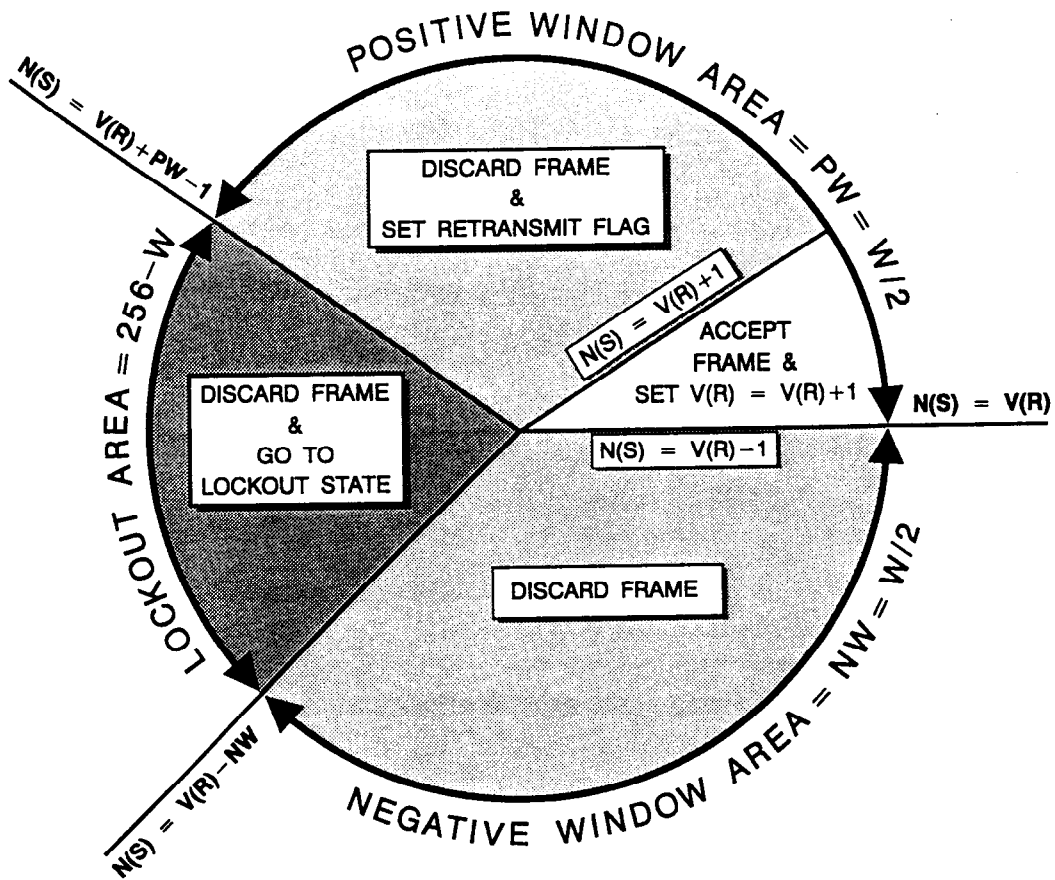 POSITIVE WINDOW AREA = PW = W/2
N(S) = V(R)+PW-1
DISCARD FRAME
&
SET RETRANSMIT FLAG
N(S) = V(R)+1
ACCEPT
FRAME &
SET V(R) = V(R)+1
N(S) = V(R)
N(S) = V(R)-1
LOCKOUT AREA = 256-W
DISCARD FRAME
&
GO TO
LOCKOUT STATE
DISCARD FRAME
N(S) = V(R)-NW
NEGATIVE WINDOW AREA = NW = W/2